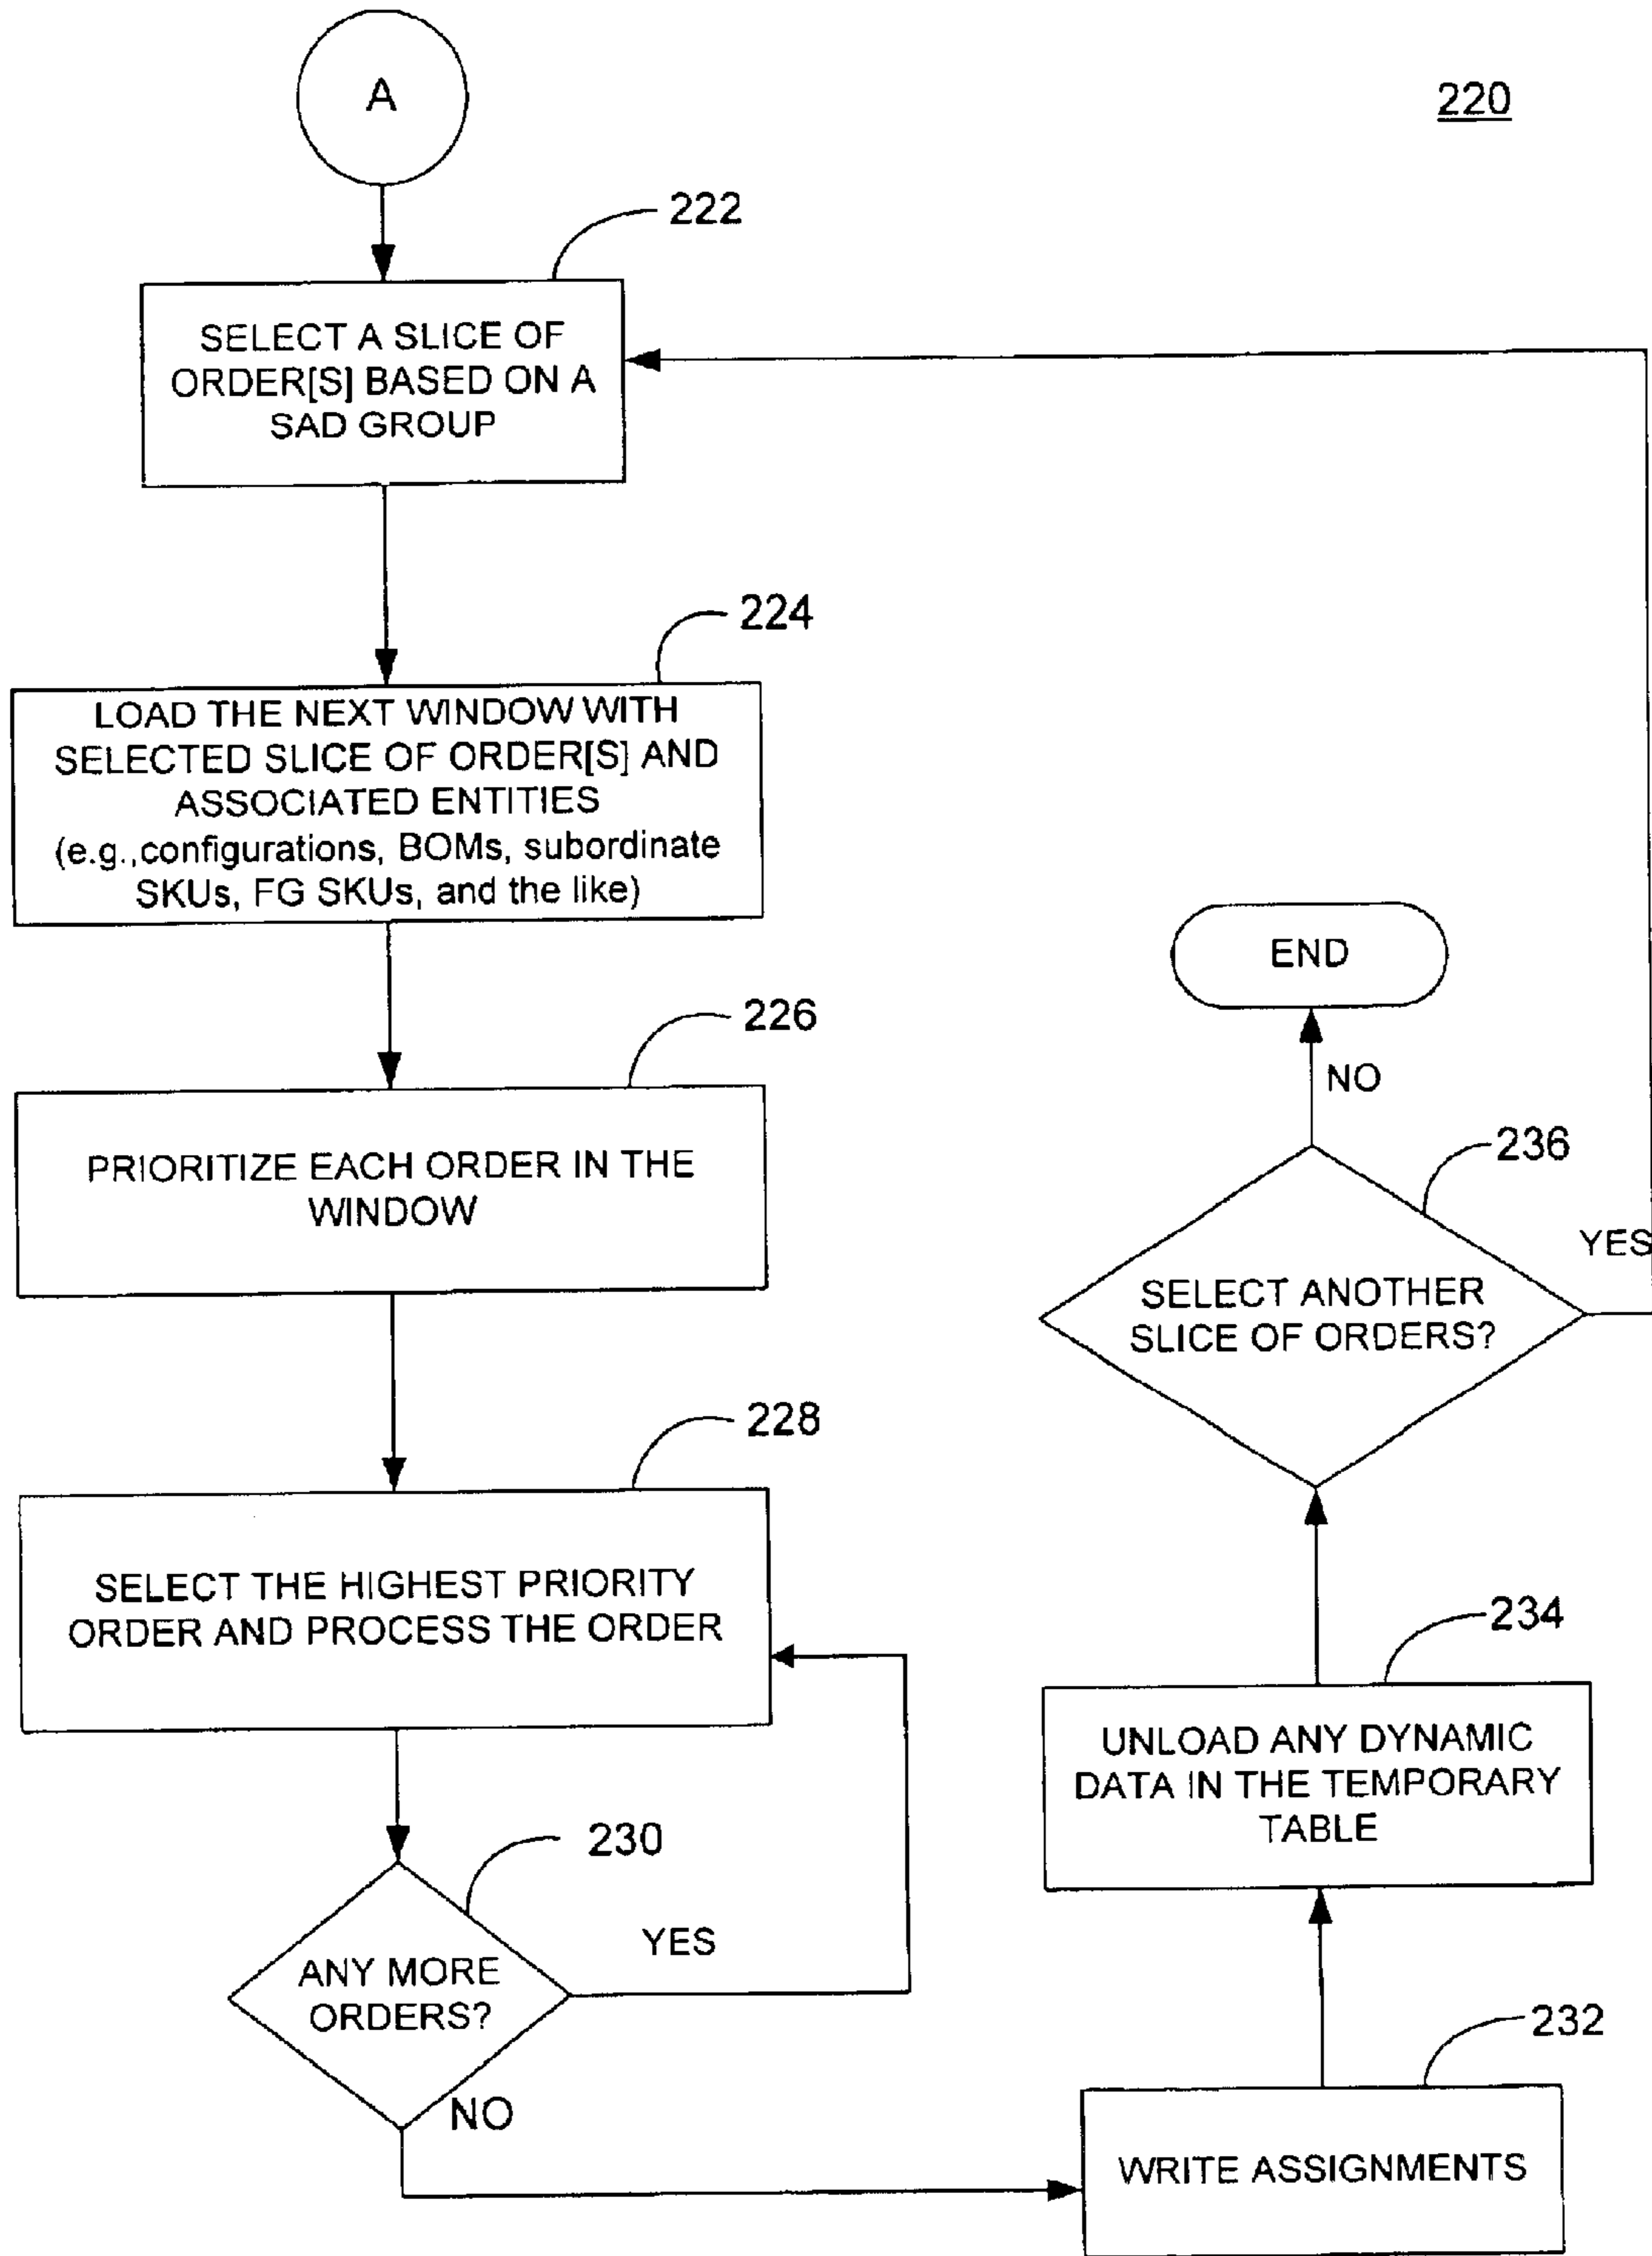 A
220
222
SELECT A SLICE OF
ORDER[S] BASED ON A
SAD GROUP
224
LOAD THE NEXT WINDOW WITH
SELECTED SLICE OF ORDER[S] AND
ASSOCIATED ENTITIES
(e.g.,configurations, BOMs, subordinate
SKUs, FG SKUs, and the like)
226
PRIORITIZE EACH ORDER IN THE
WINDOW
228
SELECT THE HIGHEST PRIORITY
ORDER AND PROCESS THE ORDER
230
ANY MORE
ORDERS?
YES
NO
232
WRITE ASSIGNMENTS
234
UNLOAD ANY DYNAMIC
DATA IN THE TEMPORARY
TABLE
236
SELECT ANOTHER
SLICE OF ORDERS?
YES
NO
END